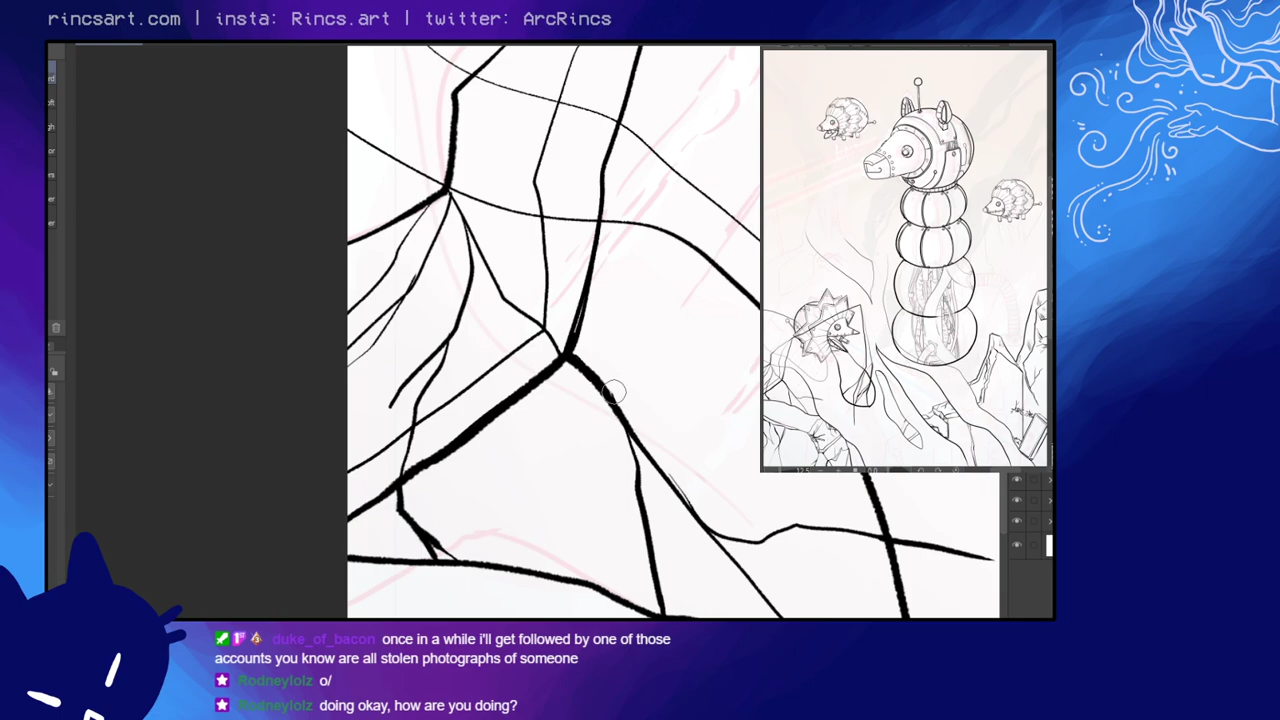 rincsart.com | insta: Rincs.art | twitter: ArcRincs
duke_of_bacon once in a while i'll get followed by one of those
accounts you know are all stolen photographs of someone
Rodneylolz o/
Rodneylolz doing okay, how are you doing?